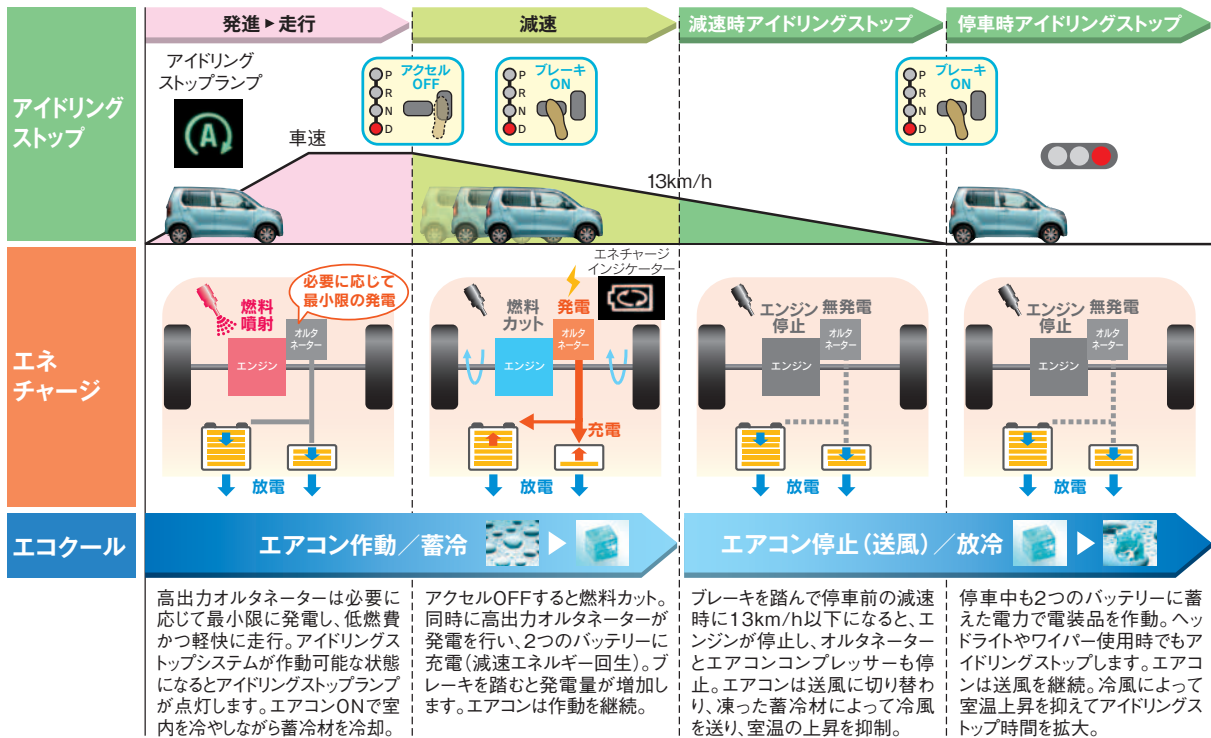 発進▶走行
減速
減速時アイドリングストップ
停車時アイドリングストップ
アイドリング
ストップ
アイドリング
ストップランプ
A
車速
P
R
N
D
アクセル
OFF
P
R
N
D
ブレーキ
ON
13km/h
P
R
N
D
ブレーキ
ON
エネ
チャージ
燃料
噴射
必要に応じて
最小限の発電
オルタ
ネーター
エンジン
放電
燃料
カット
発電
エネチャージ
インジケーター
オルタ
ネーター
エンジン
充電
放電
エンジン
停止
無発電
オルタ
ネーター
エンジン
放電
エンジン
停止
無発電
オルタ
ネーター
エンジン
放電
エコクール
エアコン作動／蓄冷
エアコン停止（送風）／放冷
高出力オルタネーターは必要に
応じて最小限に発電し、低燃費
かつ軽快に走行。アイドリングス
トップシステムが作動可能な状態
になるとアイドリングストップランプ
が点灯します。エアコンONで室
内を冷やしながら蓄冷材を冷却。
アクセルOFFすると燃料カット。
同時に高出力オルタネーターが
発電を行い、2つのバッテリーに
充電（減速エネルギー回生）。ブ
レーキを踏むと発電量が増加し
ます。エアコンは作動を継続。
ブレーキを踏んで停車前の減速
時に13km/h以下になると、エ
ンジンが停止し、オルタネーター
とエアコンコンプレッサーも停
止。エアコンは送風に切り替わ
り、凍った蓄冷材によって冷風
を送り、室温の上昇を抑制。
停車中も2つのバッテリーに蓄
えた電力で電装品を作動。ヘッ
ドライトやワイパー使用時でもア
イドリングストップします。エアコ
ンは送風を継続。冷風によって
室温上昇を抑えてアイドリングス
トップ時間を拡大。